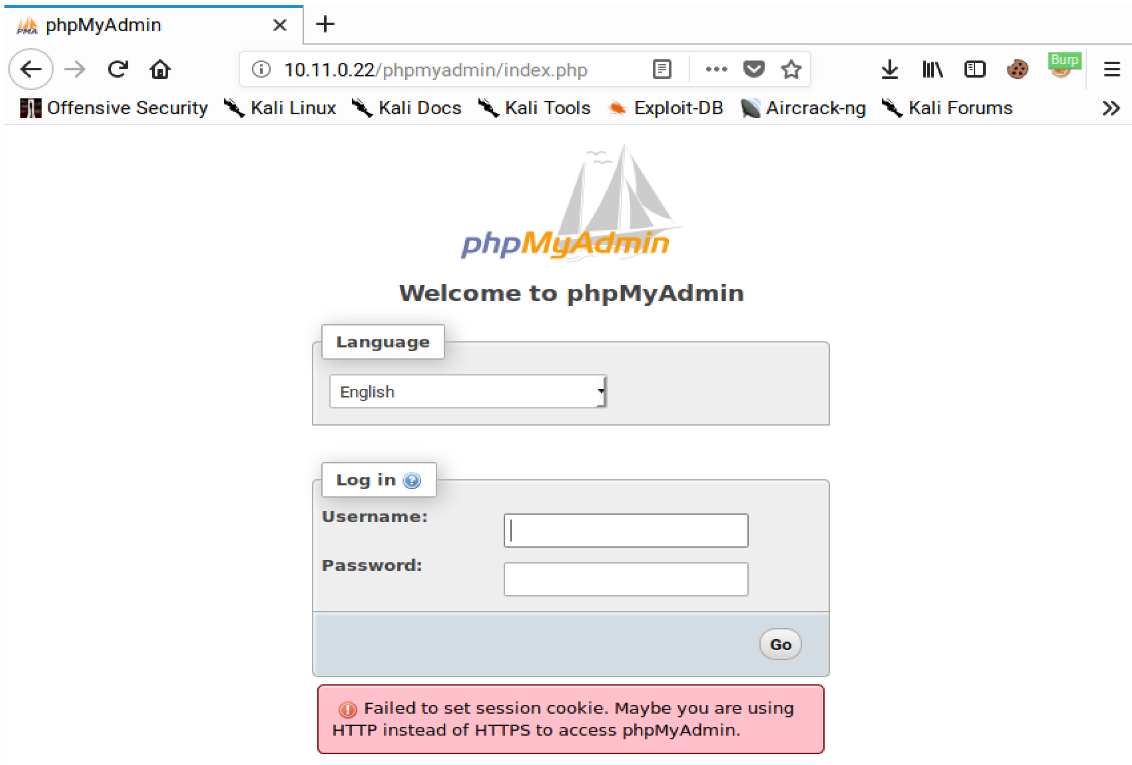 phpMyAdmin
10.11.0.22/phpmyadmin/index.php
Burp
Offensive Security Kali Linux Kali Docs Kali Tools Exploit-DB Aircrack-ng Kali Forums
phpMyAdmin
Welcome to phpMyAdmin
Language
English
Log in
Username:
Password:
Go
Failed to set session cookie. Maybe you are using
HTTP instead of HTTPS to access phpMyAdmin.